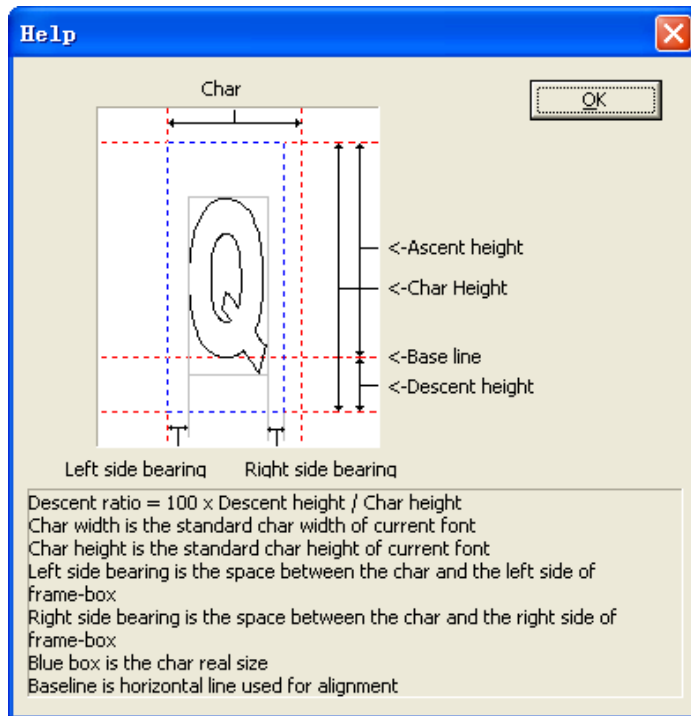 Help
Char
OK
<-Ascent height
<-Char Height
<-Base line
<-Descent height
Left side bearing
Right side bearing
Descent ratio = 100 x Descent height / Char height
Char width is the standard char width of current font
Char height is the standard char height of current font
Left side bearing is the space between the char and the left side of
frame-box
Right side bearing is the space between the char and the right side of
frame-box
Blue box is the char real size
Baseline is horizontal line used for alignment